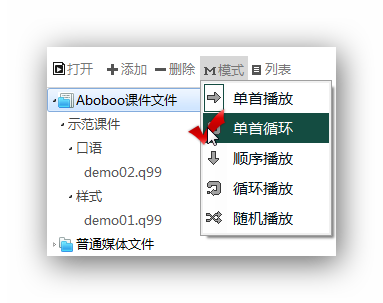 打开 添加 删除 M模式 列表
Aboboo课件文件
示范课件
口语
demo02.q99
样式
demo01.q99
普通媒体文件
单首播放
单首循环
顺序播放
循环播放
随机播放